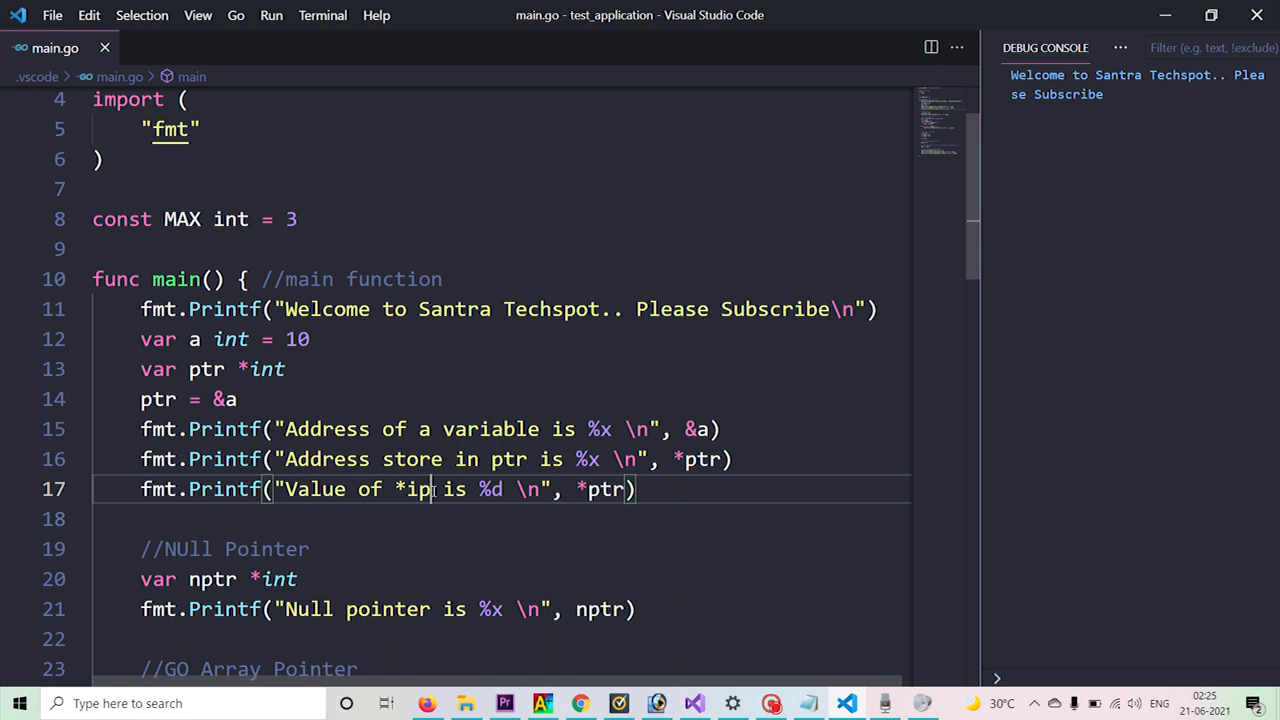 File Edit Selection View Go Run Terminal Help main.go - test_application - Visual Studio Code
main.go
DEBUG CONSOLE
Filter (e.g. text, !exclude)
.vscode > main.go > main
Welcome to Santra Techspot.. Plea
se Subscribe
4 import (
5 "fmt"
6 )
7
8 const MAX int = 3
9
10 func main() { //main function
11 fmt.Printf("Welcome to Santra Techspot.. Please Subscribe\n")
12 var a int = 10
13 var ptr *int
14 ptr = &a
15 fmt.Printf("Address of a variable is %x \n", &a)
16 fmt.Printf("Address store in ptr is %x \n", *ptr)
17 fmt.Printf("Value of *ip is %d \n", *ptr)
18
19 //NUll Pointer
20 var nptr *int
21 fmt.Printf("Null pointer is %x \n", nptr)
22
23 //GO Array Pointer
Type here to search
30°C
ENG
02:25
21-06-2021
2